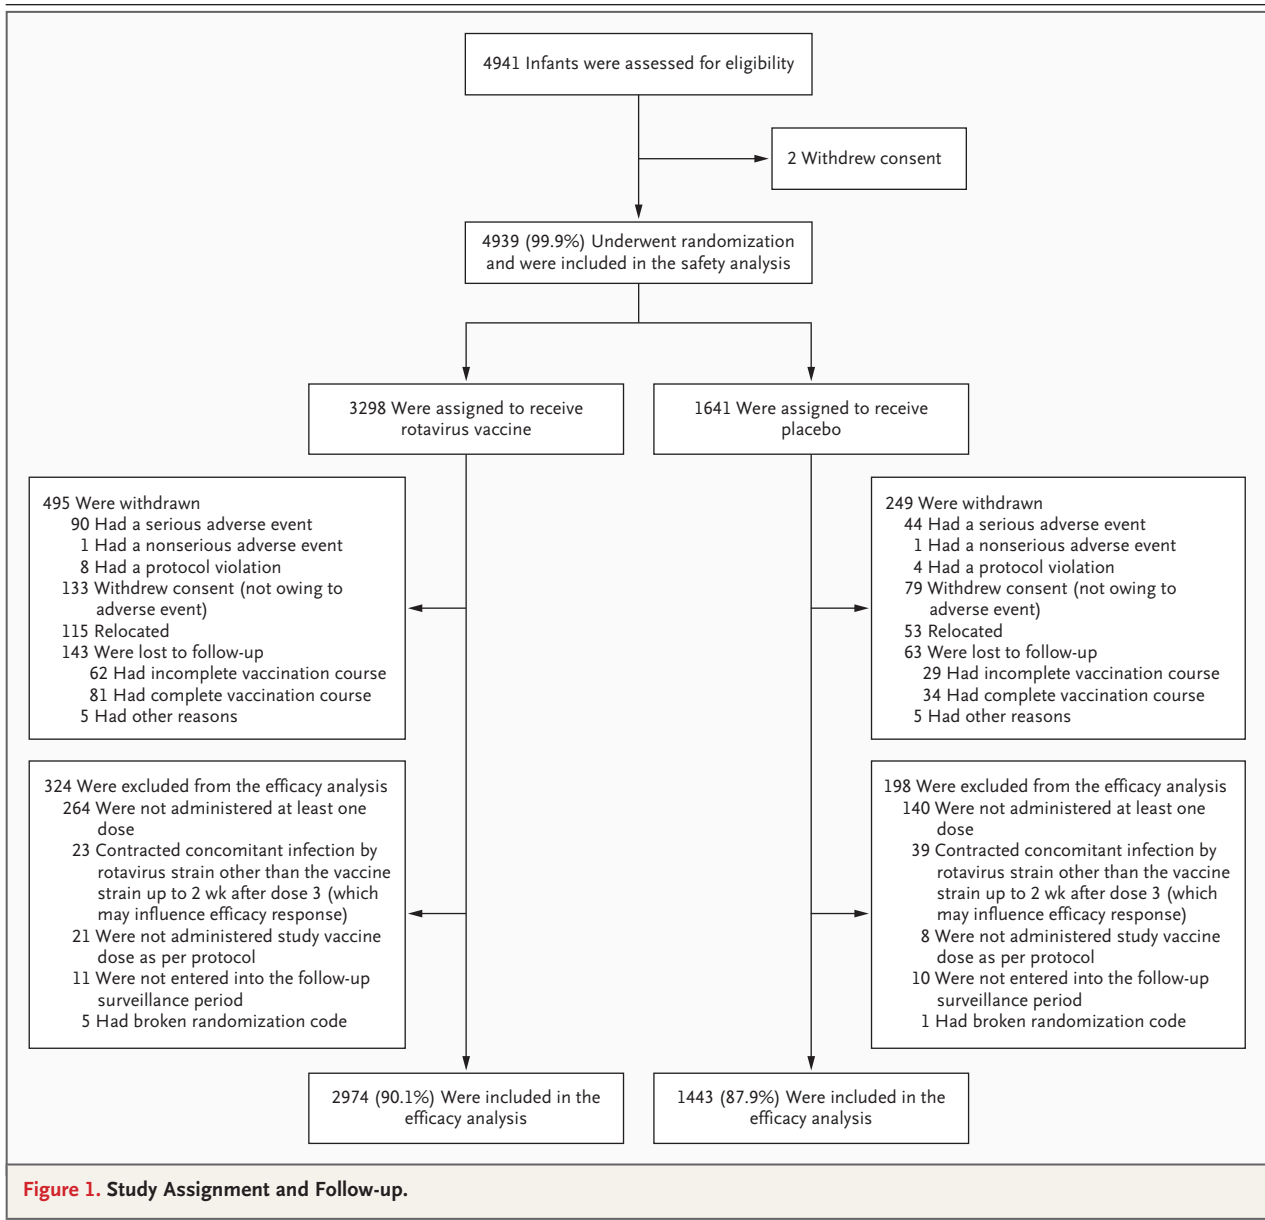 4941 Infants were assessed for eligibility
2 Withdrew consent
4939 (99.9%) Underwent randomization
and were included in the safety analysis
3298 Were assigned to receive
rotavirus vaccine
1641 Were assigned to receive
placebo
495 Were withdrawn
90 Had a serious adverse event
1 Had a nonserious adverse event
8 Had a protocol violation
133 Withdrew consent (not owing to
adverse event)
115 Relocated
143 Were lost to follow-up
62 Had incomplete vaccination course
81 Had complete vaccination course
5 Had other reasons
249 Were withdrawn
44 Had a serious adverse event
1 Had a nonserious adverse event
4 Had a protocol violation
79 Withdrew consent (not owing to
adverse event)
53 Relocated
63 Were lost to follow-up
29 Had incomplete vaccination course
34 Had complete vaccination course
5 Had other reasons
324 Were excluded from the efficacy analysis
264 Were not administered at least one
dose
23 Contracted concomitant infection by
rotavirus strain other than the vaccine
strain up to 2 wk after dose 3 (which
may influence efficacy response)
21 Were not administered study vaccine
dose as per protocol
11 Were not entered into the follow-up
surveillance period
5 Had broken randomization code
198 Were excluded from the efficacy analysis
140 Were not administered at least one
dose
39 Contracted concomitant infection by
rotavirus strain other than the vaccine
strain up to 2 wk after dose 3 (which
may influence efficacy response)
8 Were not administered study vaccine
dose as per protocol
10 Were not entered into the follow-up
surveillance period
1 Had broken randomization code
2974 (90.1%) Were included in the
efficacy analysis
1443 (87.9%) Were included in the
efficacy analysis
Figure 1. Study Assignment and Follow-up.